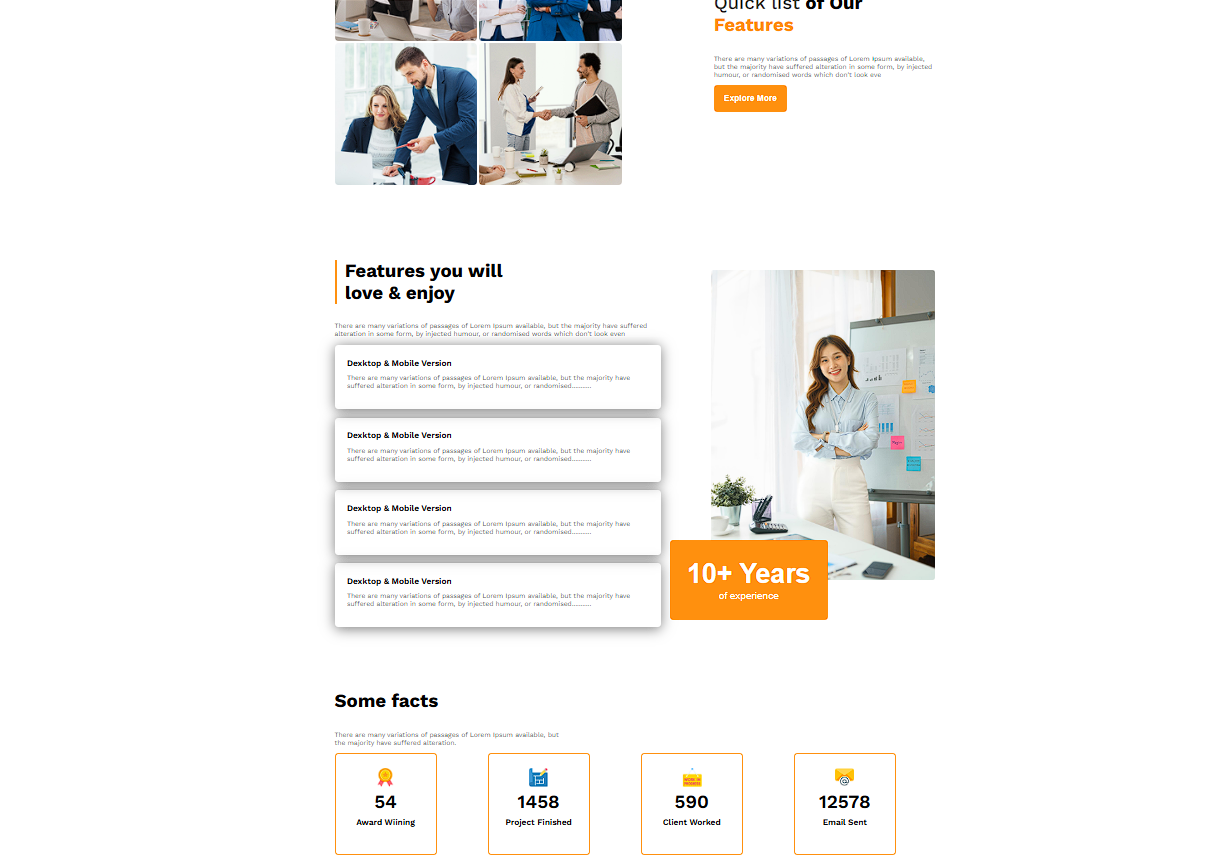 Quick list of Our
Features
There are many variations of passages of Lorem Ipsum available,
but the majority have suffered alteration in some form, by injected
humour, or randomised words which don't look eve
Explore More
Features you will
love & enjoy
There are many variations of passages of Lorem Ipsum available, but the majority have suffered
alteration in some form, by injected humour, or randomised words which don't look even
Dexktop & Mobile Version
There are many variations of passages of Lorem Ipsum available, but the majority have
suffered alteration in some form, by injected humour, or randomised..........
Dexktop & Mobile Version
There are many variations of passages of Lorem Ipsum available, but the majority have
suffered alteration in some form, by injected humour, or randomised..........
Dexktop & Mobile Version
There are many variations of passages of Lorem Ipsum available, but the majority have
suffered alteration in some form, by injected humour, or randomised..........
Dexktop & Mobile Version
There are many variations of passages of Lorem Ipsum available, but the majority have
suffered alteration in some form, by injected humour, or randomised..........
10+ Years
of experience
Some facts
There are many variations of passages of Lorem Ipsum available, but
the majority have suffered alteration.
54
Award Wiining
1458
Project Finished
WORK IN
PROGRESS
590
Client Worked
@
12578
Email Sent